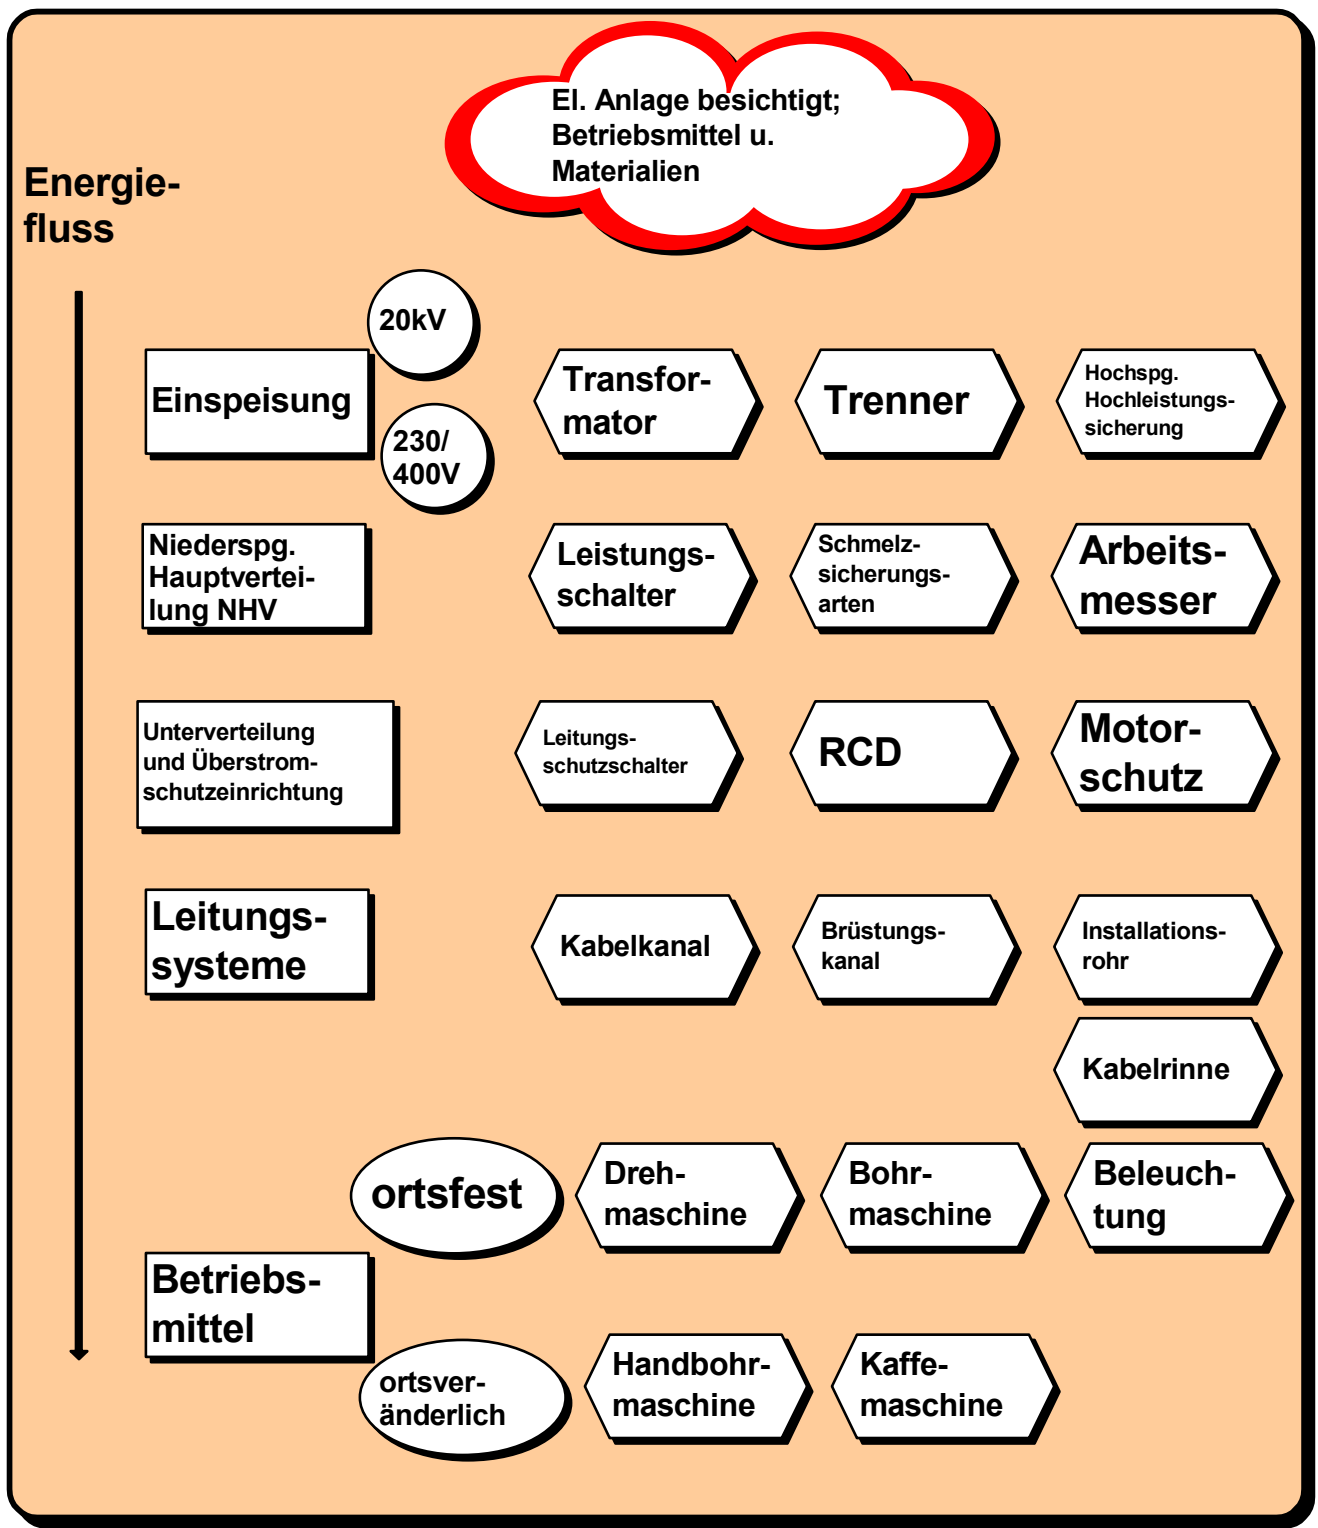 El. Anlage besichtigt;
Betriebsmittel u.
Materialien
Energie-
fluss
20kV
Einspeisung
230/
400V
Transfor-
mator
Trenner
Hochspg.
Hochleistungs-
sicherung
Niederspg.
Hauptvertei-
lung NHV
Leistungs-
schalter
Schmelz-
sicherungs-
arten
Arbeits-
messer
Unterverteilung
und Überstrom-
schutzeinrichtung
Leitungs-
schutzschalter
RCD
Motor-
schutz
Leitungs-
systeme
Kabelkanal
Brüstungs-
kanal
Installations-
rohr
Kabelrinne
Betriebs-
mittel
ortsfest
Dreh-
maschine
Bohr-
maschine
Beleuch-
tung
ortsver-
änderlich
Handbohr-
maschine
Kaffe-
maschine